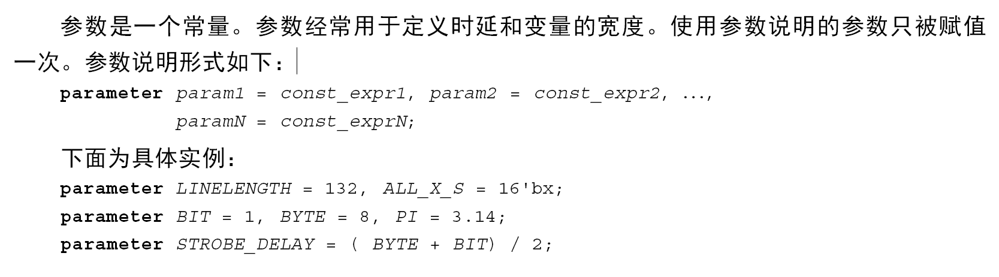 参数是一个常量。参数经常用于定义时延和变量的宽度。使用参数说明的参数只被赋值
一次。参数说明形式如下：
parameter param1 = const_expr1, param2 = const_expr2, ...,
paramN = const_exprN;
下面为具体实例：
parameter LINELENGTH = 132, ALL_X_S = 16'bx;
parameter BIT = 1, BYTE = 8, PI = 3.14;
parameter STROBE_DELAY = ( BYTE + BIT) / 2;